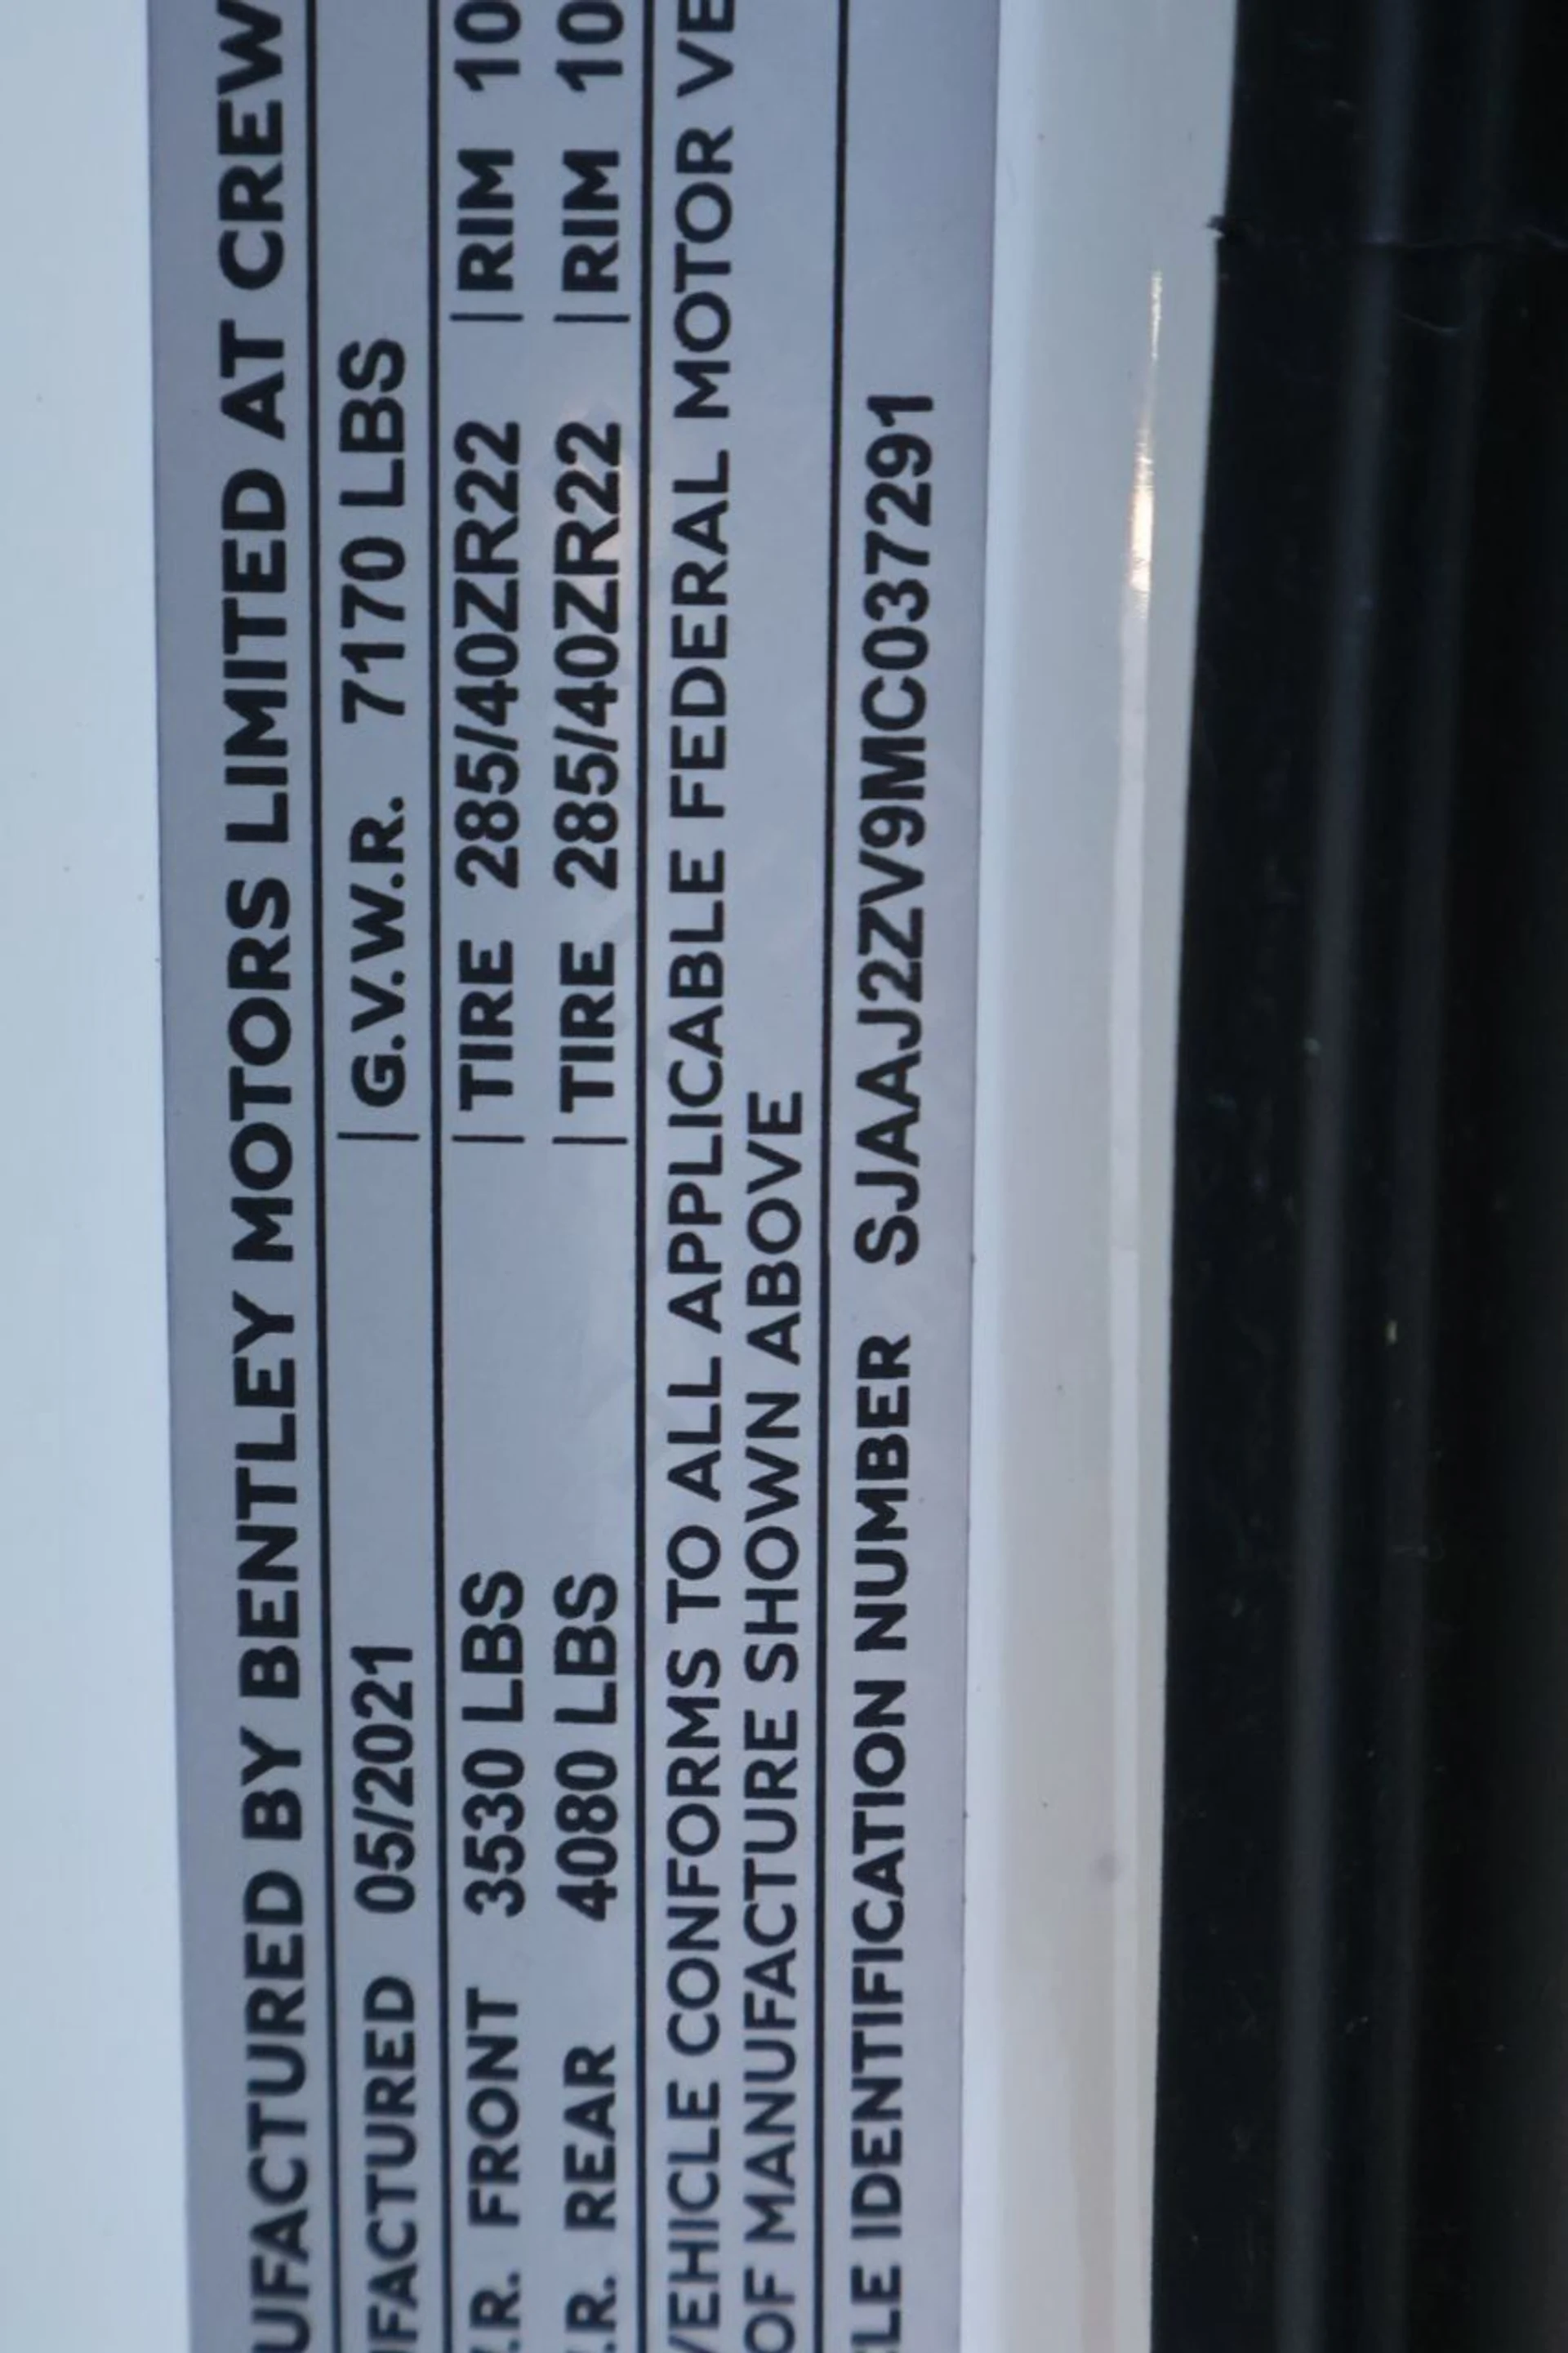 UFACTURED BY BENTLEY MOTORS LIMITED AT CREW
FACTURED 05/2021 | G.V.W.R. 7170 LBS
.R. FRONT 3530 LBS | TIRE 285/40ZR22 | RIM 10
.R. REAR 4080 LBS | TIRE 285/40ZR22 | RIM 10
VEHICLE CONFORMS TO ALL APPLICABLE FEDERAL MOTOR VE
OF MANUFACTURE SHOWN ABOVE
LE IDENTIFICATION NUMBER SJAAJ2ZV9MC037291